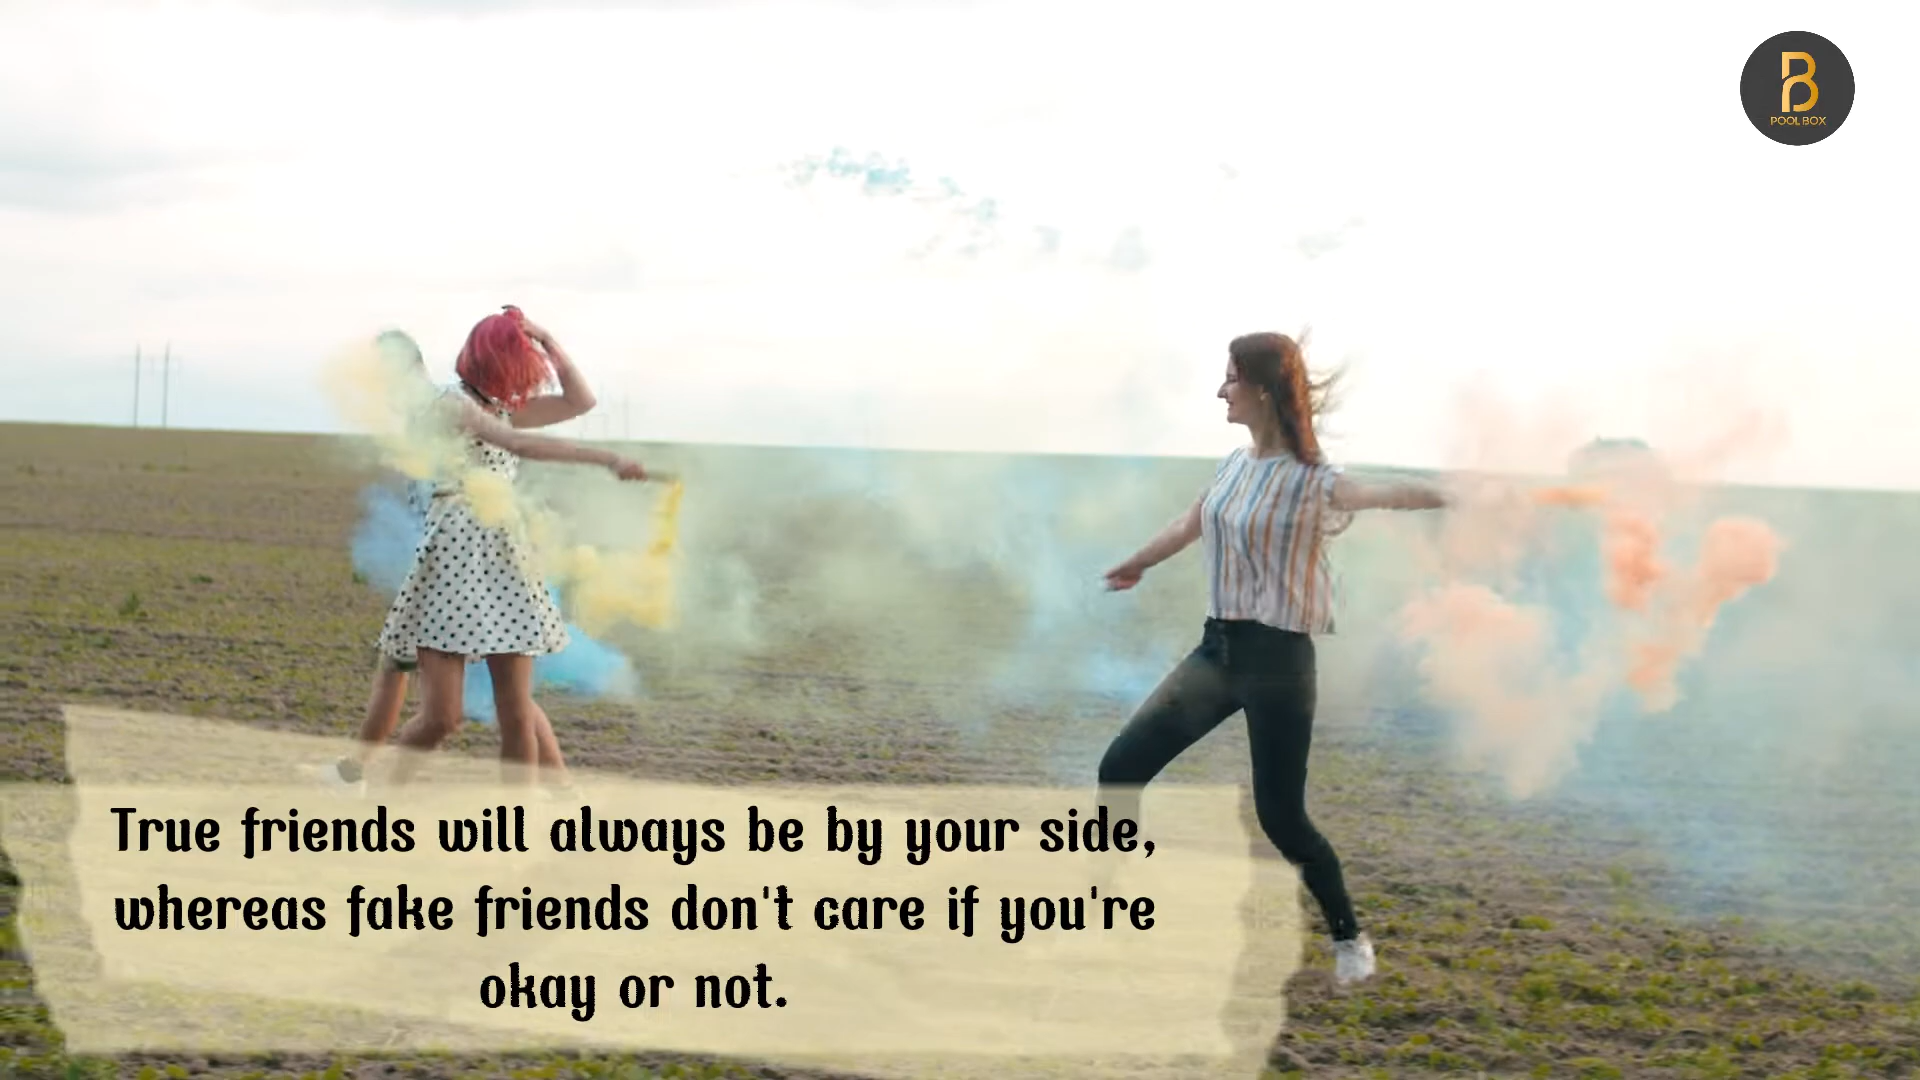 B
POOL BOX
True friends will always be by your side,
whereas fake friends don't care if you're
okay or not.